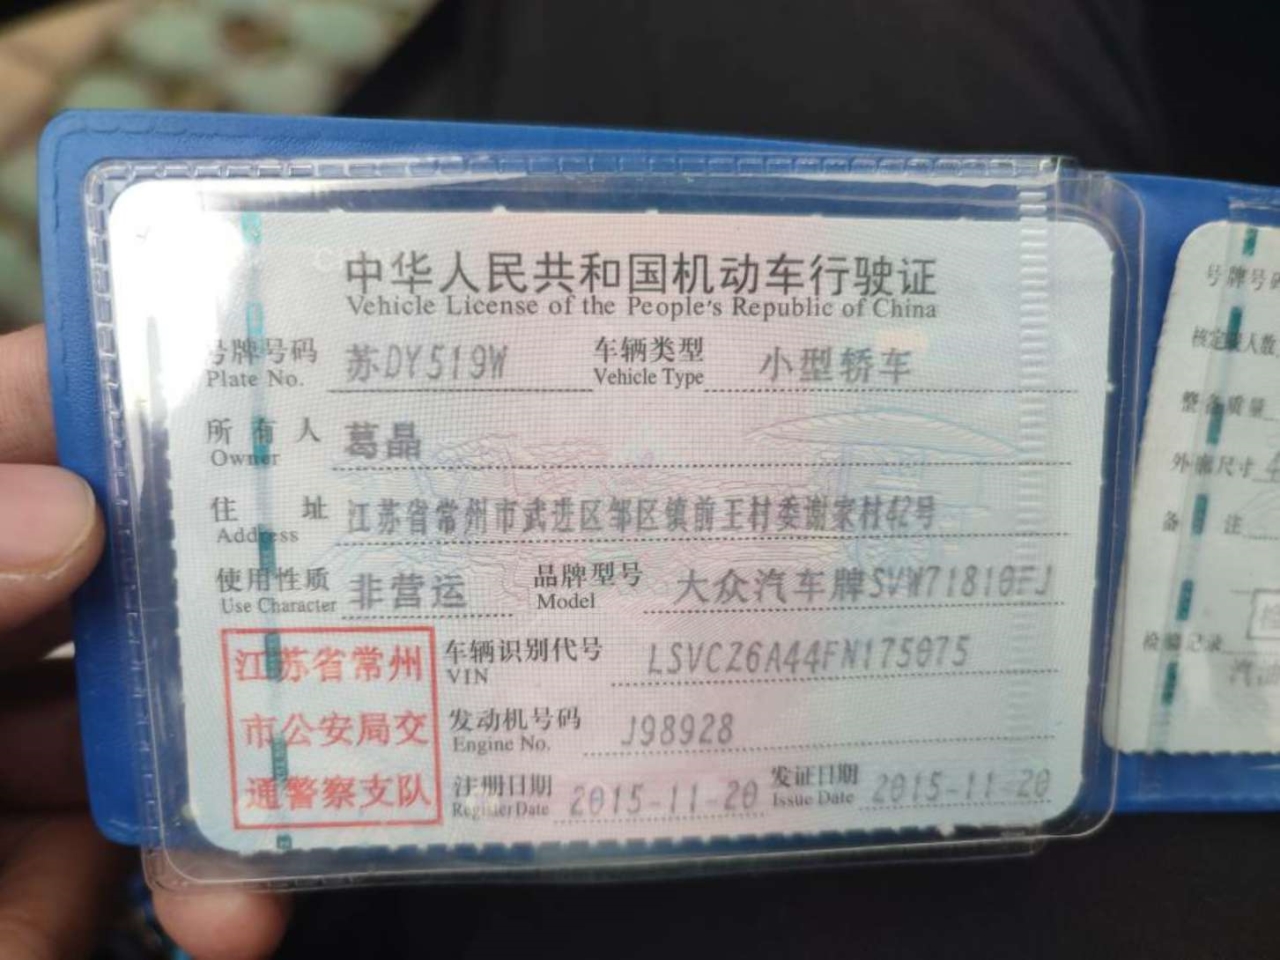 中华人民共和国机动车行驶证
Vehicle License of the People's Republic of China
号牌号码 苏DY519W 车辆类型 小型轿车
Plate No. Vehicle Type
所有人 葛晶
Owner
住址 江苏省常州市武进区邹区镇前王村委谢家村42号
Address
使用性质 非营运 品牌型号 大众汽车牌SVW71810FJ
Use Character Model
车辆识别代号 LSVCZ6A44FN175075
VIN
发动机号码 J98928
Engine No.
注册日期 2015-11-20 发证日期 2015-11-20
Register Date Issue Date
江苏省常州
市公安局交
通警察支队
号牌号码
核定载人数
整备质量
外廓尺寸
备注
检验记录